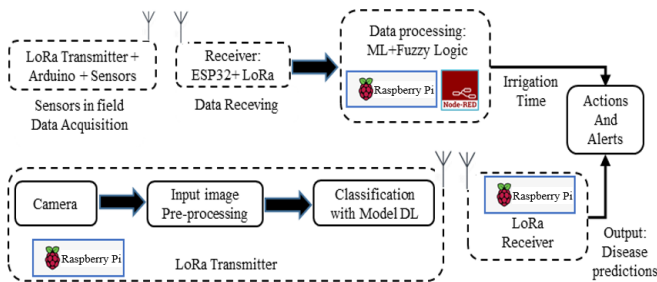 LoRa Transmitter +
Arduino + Sensors
Sensors in field
Data Acquisition
Receiver:
ESP32+ LoRa
Data Receving
Data processing:
ML+Fuzzy Logic
Raspberry Pi
Node-RED
Irrigation
Time
Actions
And
Alerts
Camera
Input image
Pre-processing
Classification
with Model DL
Raspberry Pi
LoRa Transmitter
Raspberry Pi
LoRa
Receiver
Output:
Disease
predictions